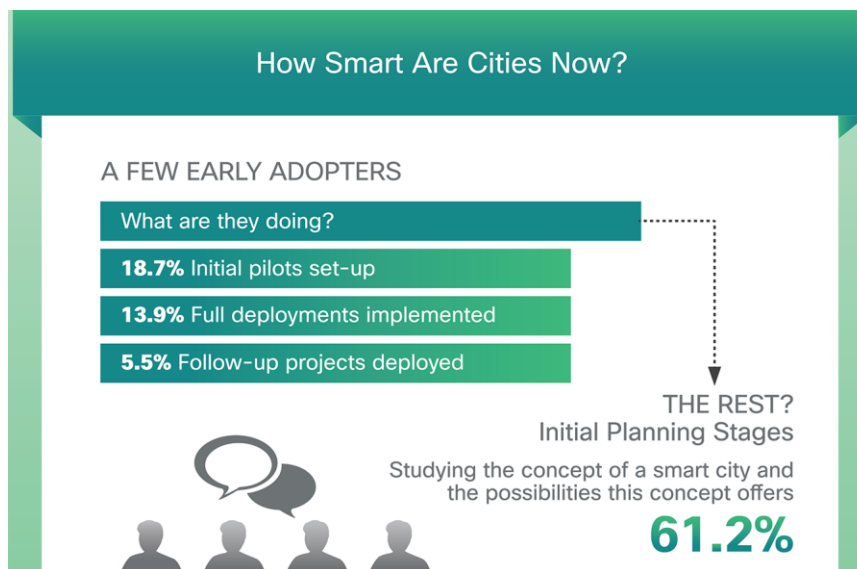 How Smart Are Cities Now?
A FEW EARLY ADOPTERS
What are they doing?
18.7% Initial pilots set-up
13.9% Full deployments implemented
5.5% Follow-up projects deployed
THE REST?
Initial Planning Stages
Studying the concept of a smart city and
the possibilities this concept offers
61.2%